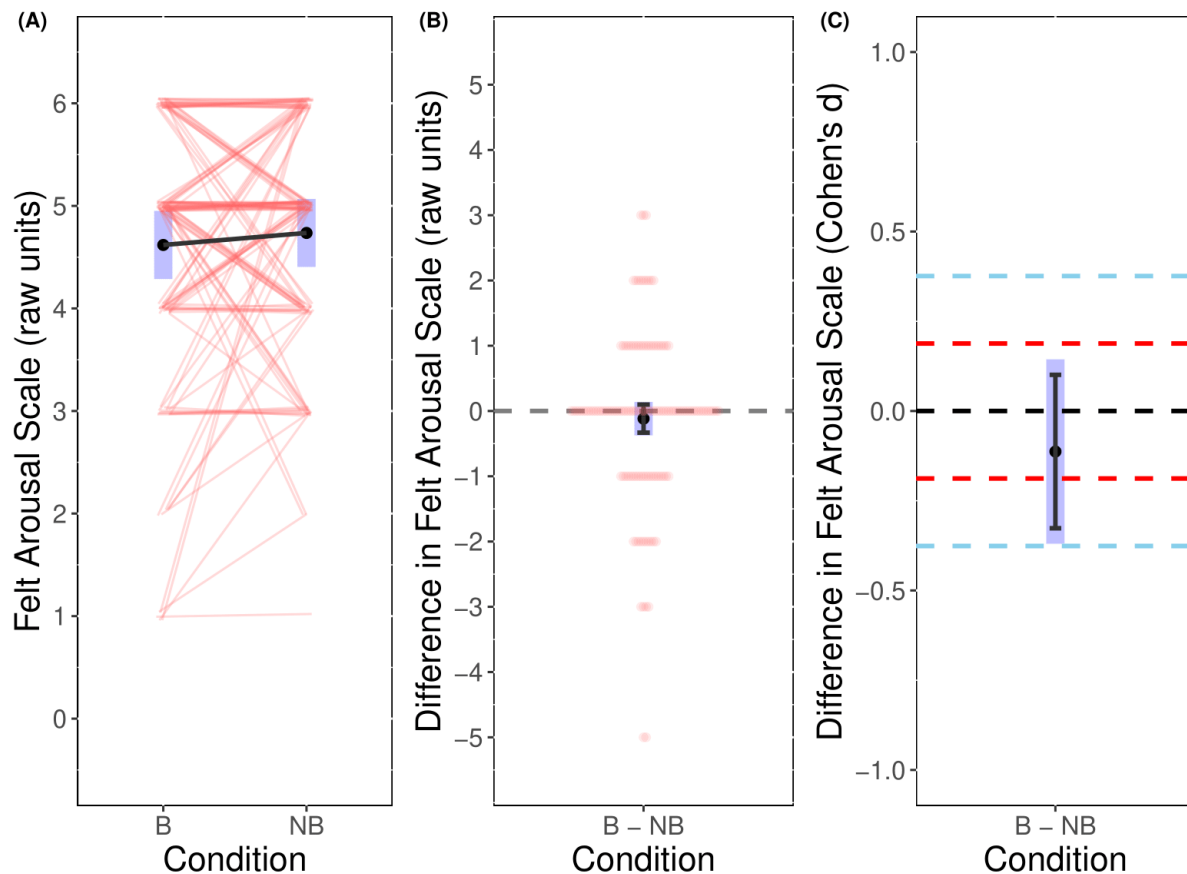 (A)
Felt Arousal Scale (raw units)
6
5
4
3
2
1
0
B
NB
Condition
(B)
Difference in Felt Arousal Scale (raw units)
5
4
3
2
1
0
−1
−2
−3
−4
−5
B − NB
Condition
(C)
Difference in Felt Arousal Scale (Cohen's d)
1.0
0.5
0.0
−0.5
−1.0
B − NB
Condition